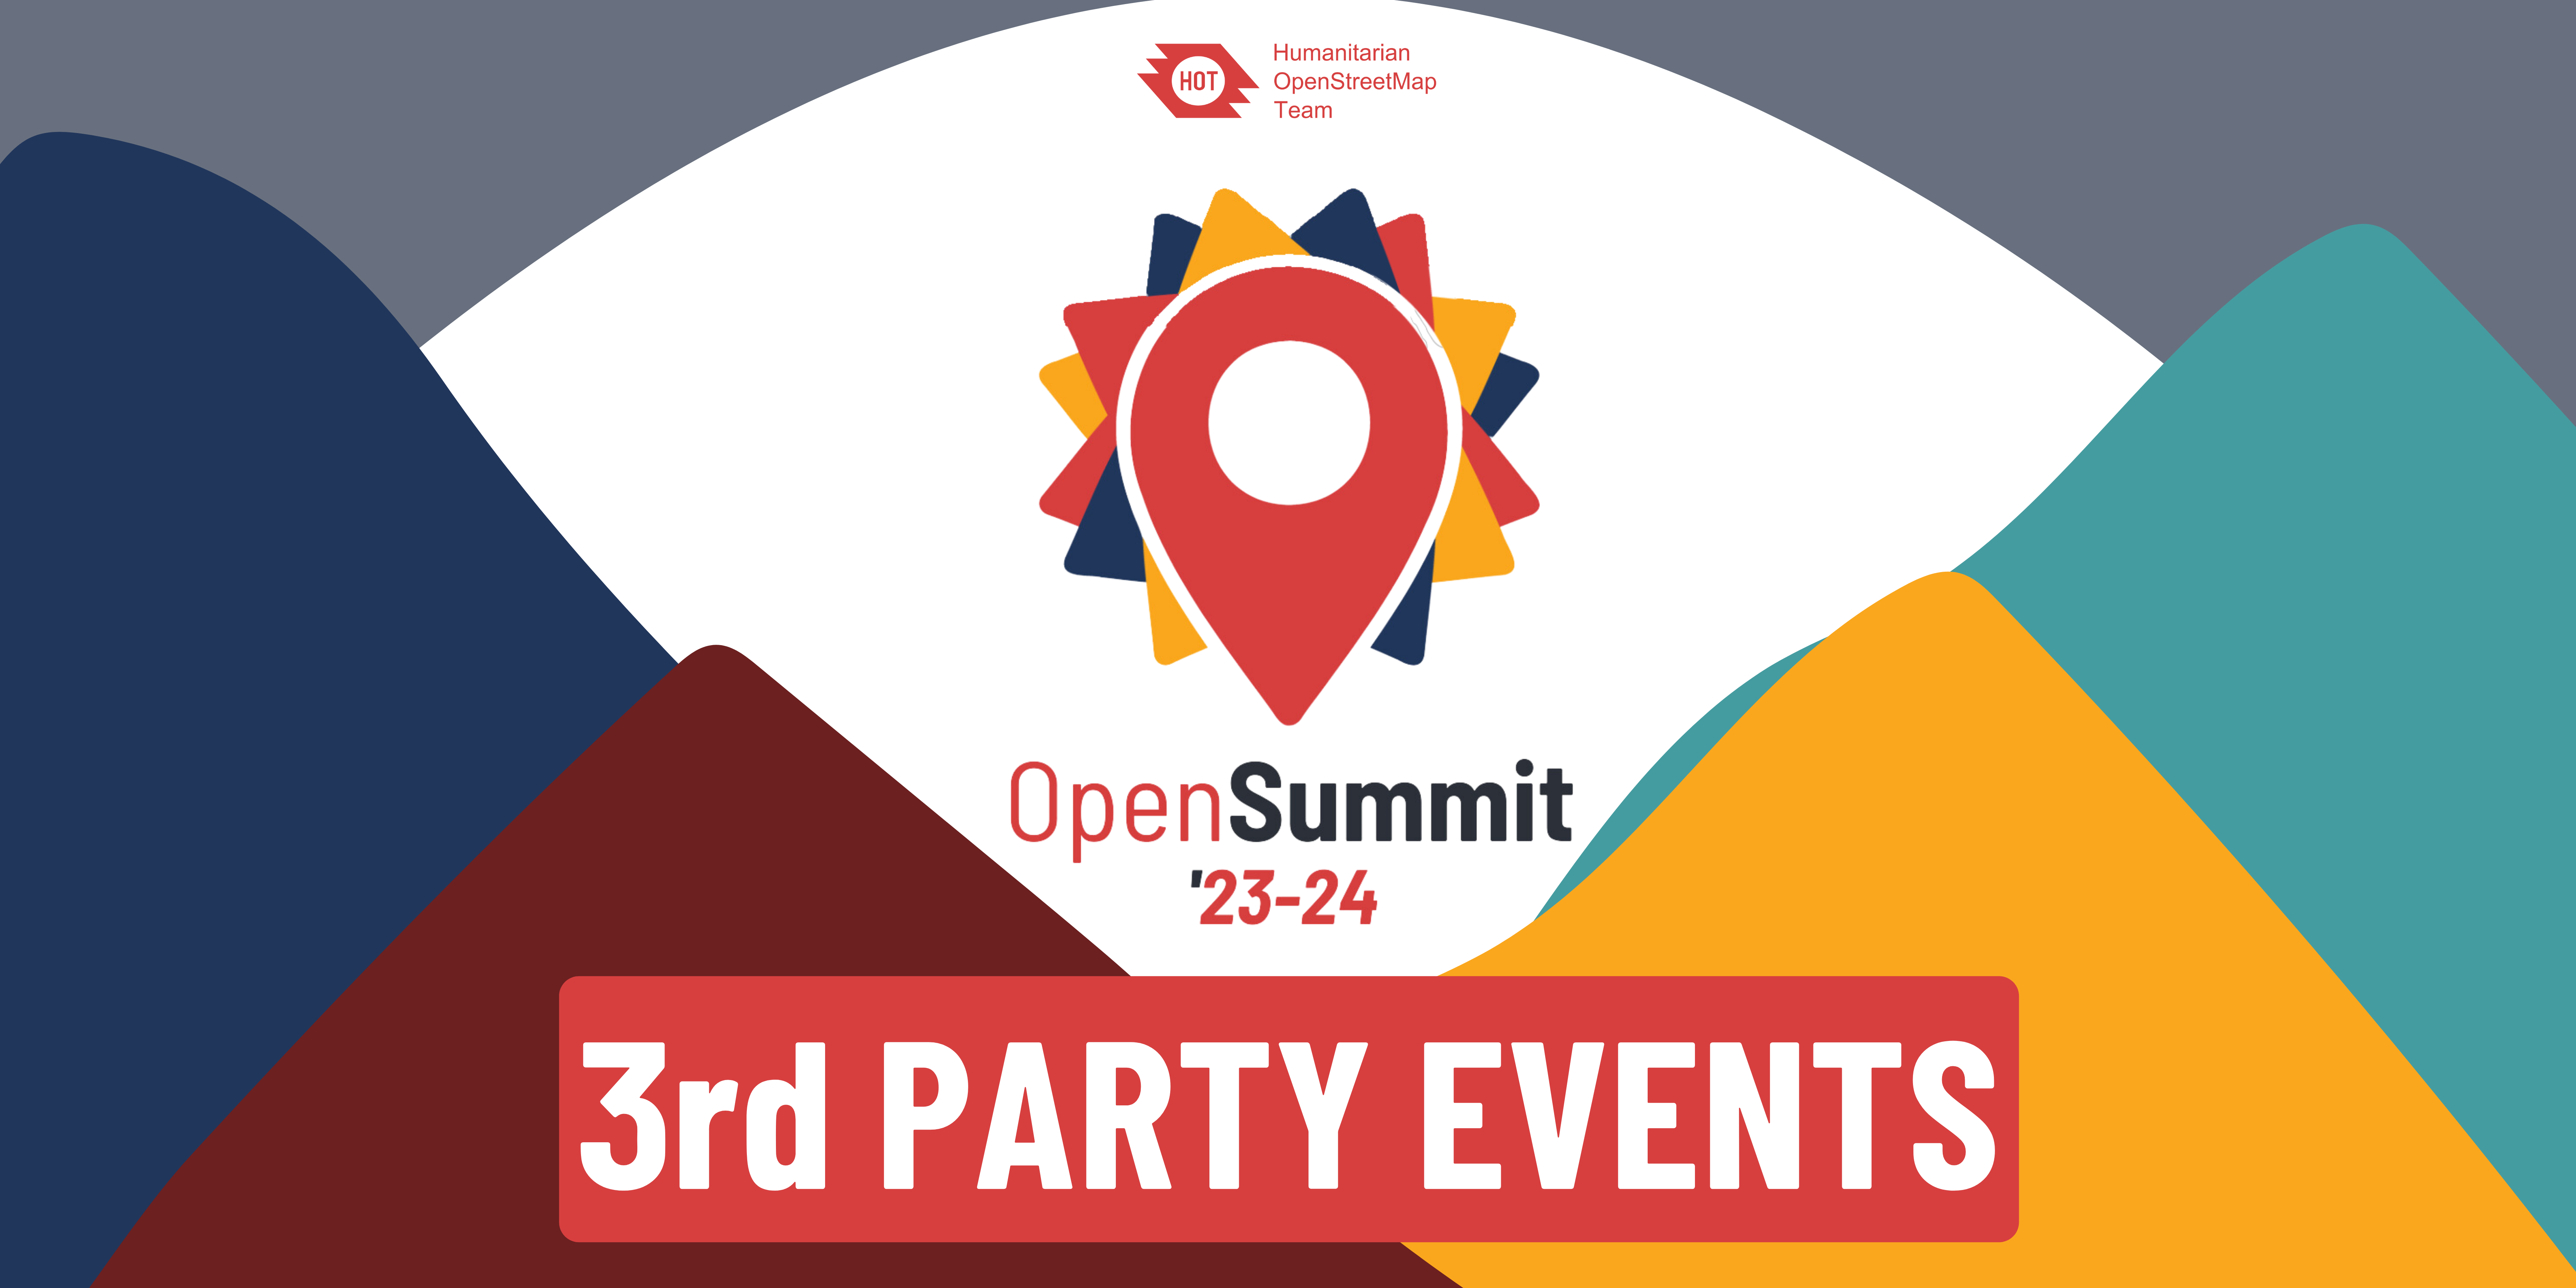 HOT
Humanitarian
OpenStreetMap
Team
OpenSummit
'23-24
3rd PARTY EVENTS